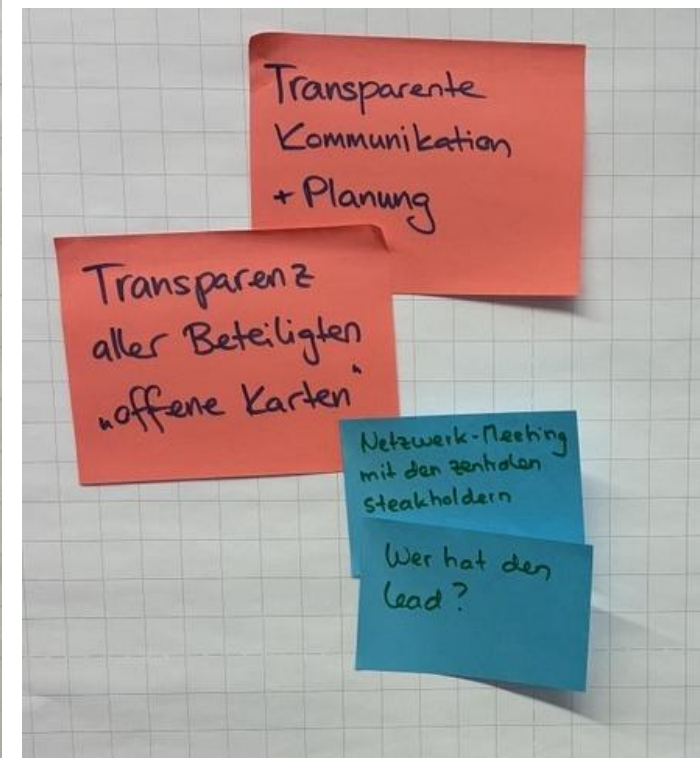 Transparente
Kommunikation
+ Planung
Transparenz
aller Beteiligten
„offene Karten"
Netzwerk-Meeting
mit den zentralen
steakholdern
Wer hat den
Lead?